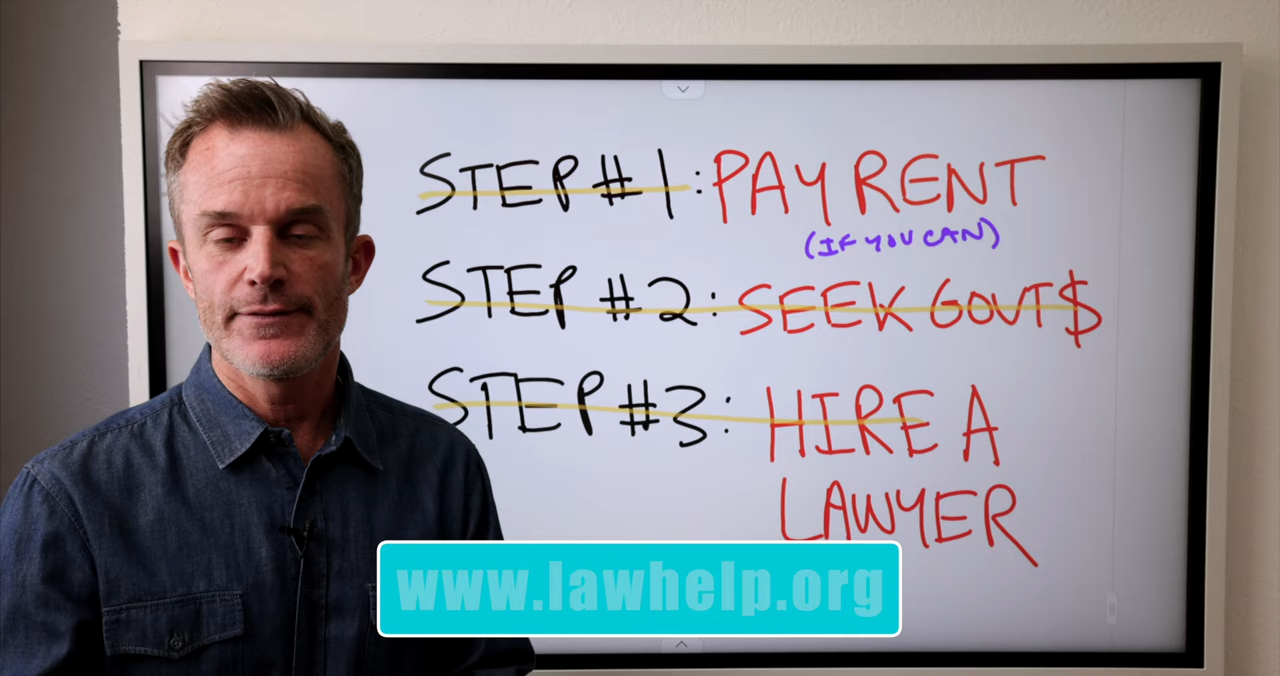 STEP #1: PAY RENT
(IF YOU CAN)
STEP #2: SEEK GOVT $
STEP #3: HIRE A
LAWYER
www.lawhelp.org